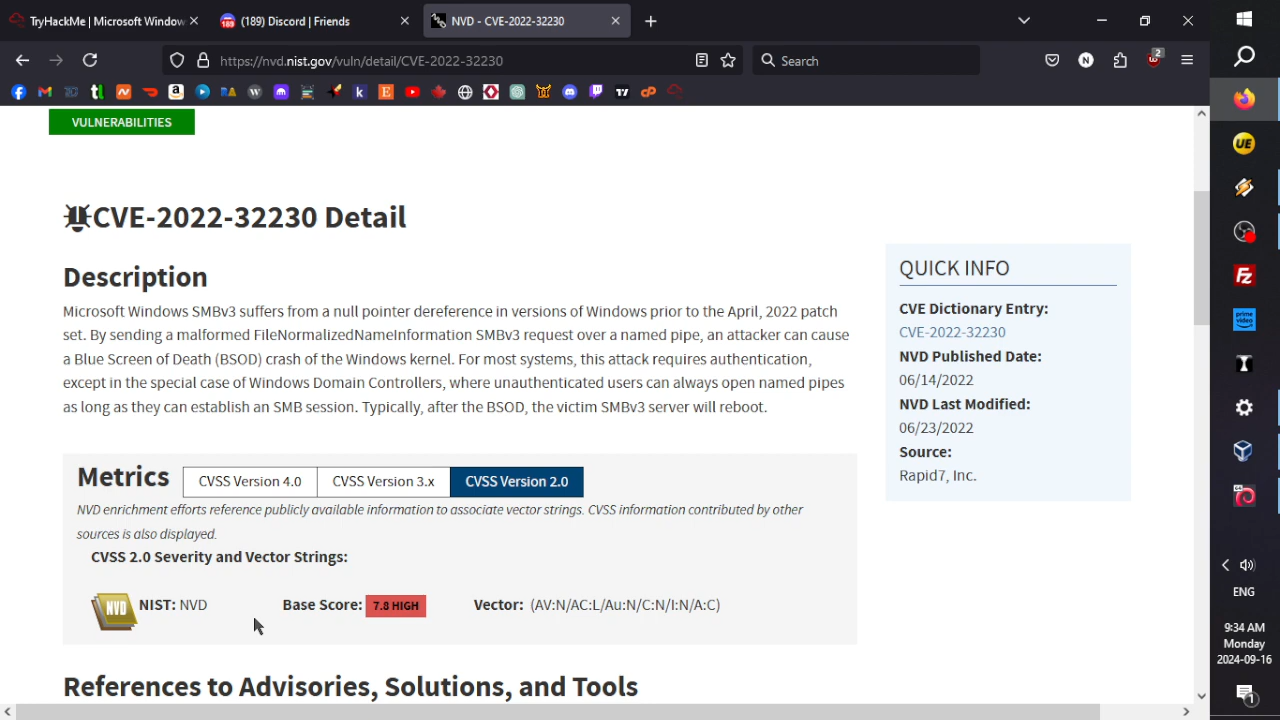 TryHackMe | Microsoft Window
(189) Discord | Friends
NVD - CVE-2022-32230
https://nvd.nist.gov/vuln/detail/CVE-2022-32230
Search
VULNERABILITIES
CVE-2022-32230 Detail
Description
Microsoft Windows SMBv3 suffers from a null pointer dereference in versions of Windows prior to the April, 2022 patch
set. By sending a malformed FileNormalizedNameInformation SMBv3 request over a named pipe, an attacker can cause
a Blue Screen of Death (BSOD) crash of the Windows kernel. For most systems, this attack requires authentication,
except in the special case of Windows Domain Controllers, where unauthenticated users can always open named pipes
as long as they can establish an SMB session. Typically, after the BSOD, the victim SMBv3 server will reboot.
Metrics
CVSS Version 4.0
CVSS Version 3.x
CVSS Version 2.0
NVD enrichment efforts reference publicly available information to associate vector strings. CVSS information contributed by other
sources is also displayed.
CVSS 2.0 Severity and Vector Strings:
NVD
NIST: NVD
Base Score: 7.8 HIGH
Vector: (AV:N/AC:L/Au:N/C:N/I:N/A:C)
References to Advisories, Solutions, and Tools
QUICK INFO
CVE Dictionary Entry:
CVE-2022-32230
NVD Published Date:
06/14/2022
NVD Last Modified:
06/23/2022
Source:
Rapid7, Inc.
ENG
9:34 AM
Monday
2024-09-16
1